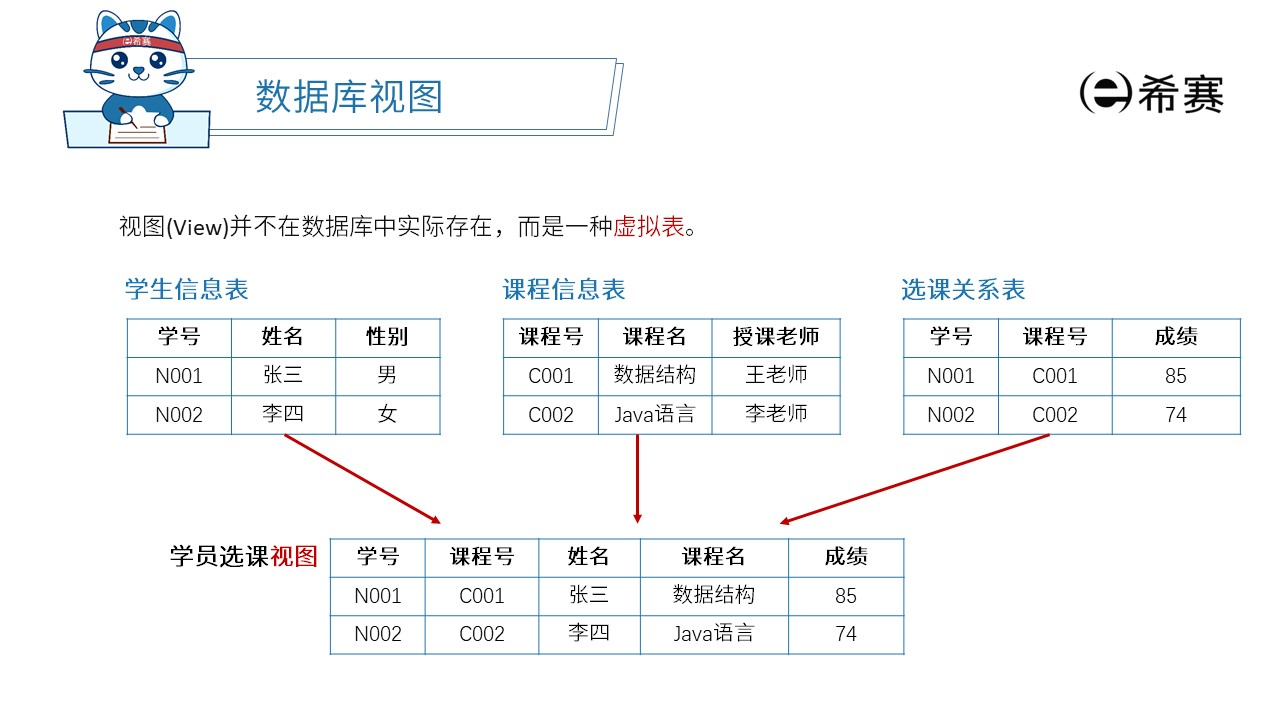 希赛
数据库视图
希赛
视图(View)并不在数据库中实际存在，而是一种虚拟表。
学生信息表 课程信息表 选课关系表
学号 姓名 性别 课程号 课程名 授课老师 学号 课程号 成绩
N001 张三 男 C001 数据结构 王老师 N001 C001 85
N002 李四 女 C002 Java语言 李老师 N002 C002 74
学员选课视图 学号 课程号 姓名 课程名 成绩
N001 C001 张三 数据结构 85
N002 C002 李四 Java语言 74